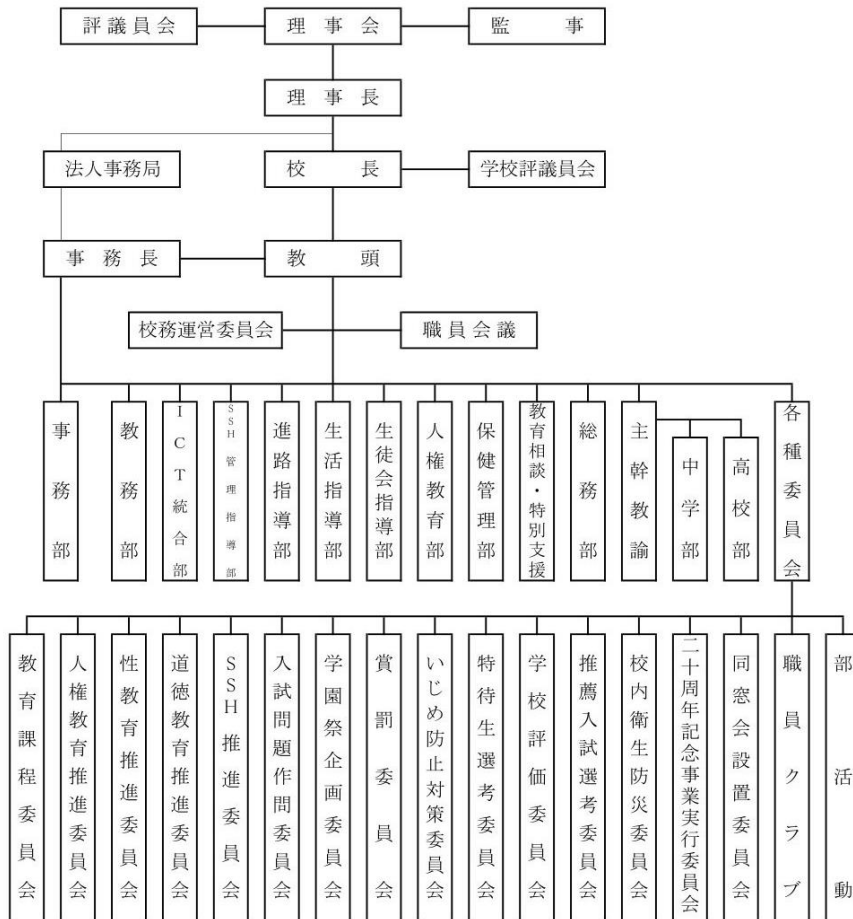 評議員会
理事会
監事
理事長
法人事務局
校長
学校評議員会
事務長
教頭
校務運営委員会
職員会議
事務部
教務部
ICT統合部
SSH管理指導部
進路指導部
生活指導部
生徒会指導部
人権教育部
保健管理部
教育相談・特別支援
総務部
主幹教諭
中学部
高校部
各種委員会
教育課程委員会
人権教育推進委員会
性教育推進委員会
道徳教育推進委員会
SSH推進委員会
入試問題作問委員会
学園祭企画委員会
賞罰委員会
いじめ防止対策委員会
特待生選考委員会
学校評価委員会
推薦入試選考委員会
校内衛生防災委員会
二十周年記念事業実行委員会
同窓会設置委員会
職員クラブ
部活動